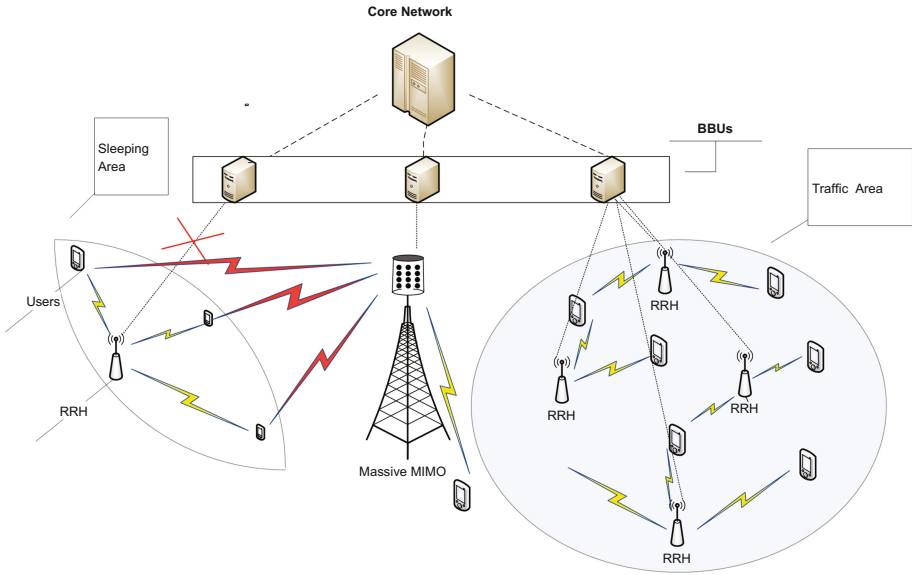 Core Network
BBUs
Sleeping
Area
Traffic Area
Users
RRH
RRH
RRH
RRH
RRH
Massive MIMO